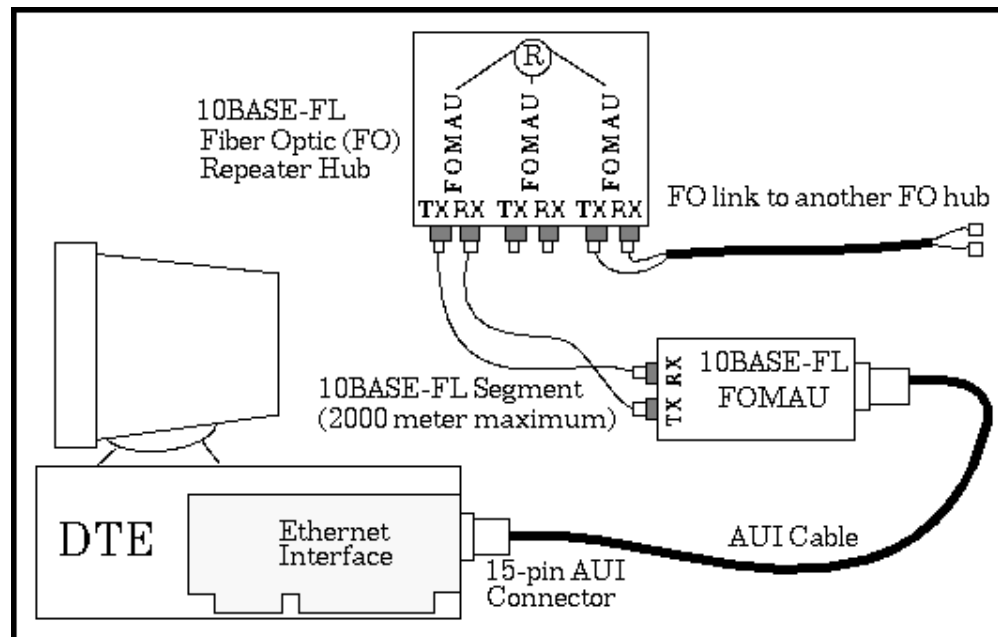 R
10BASE-FL
Fiber Optic (FO)
Repeater Hub
FOMAU
FOMAU
FOMAU
TX RX TX RX TX RX
FO link to another FO hub
10BASE-FL Segment
(2000 meter maximum)
TX RX
10BASE-FL
FOMAU
DTE
Ethernet
Interface
15-pin AUI
Connector
AUI Cable